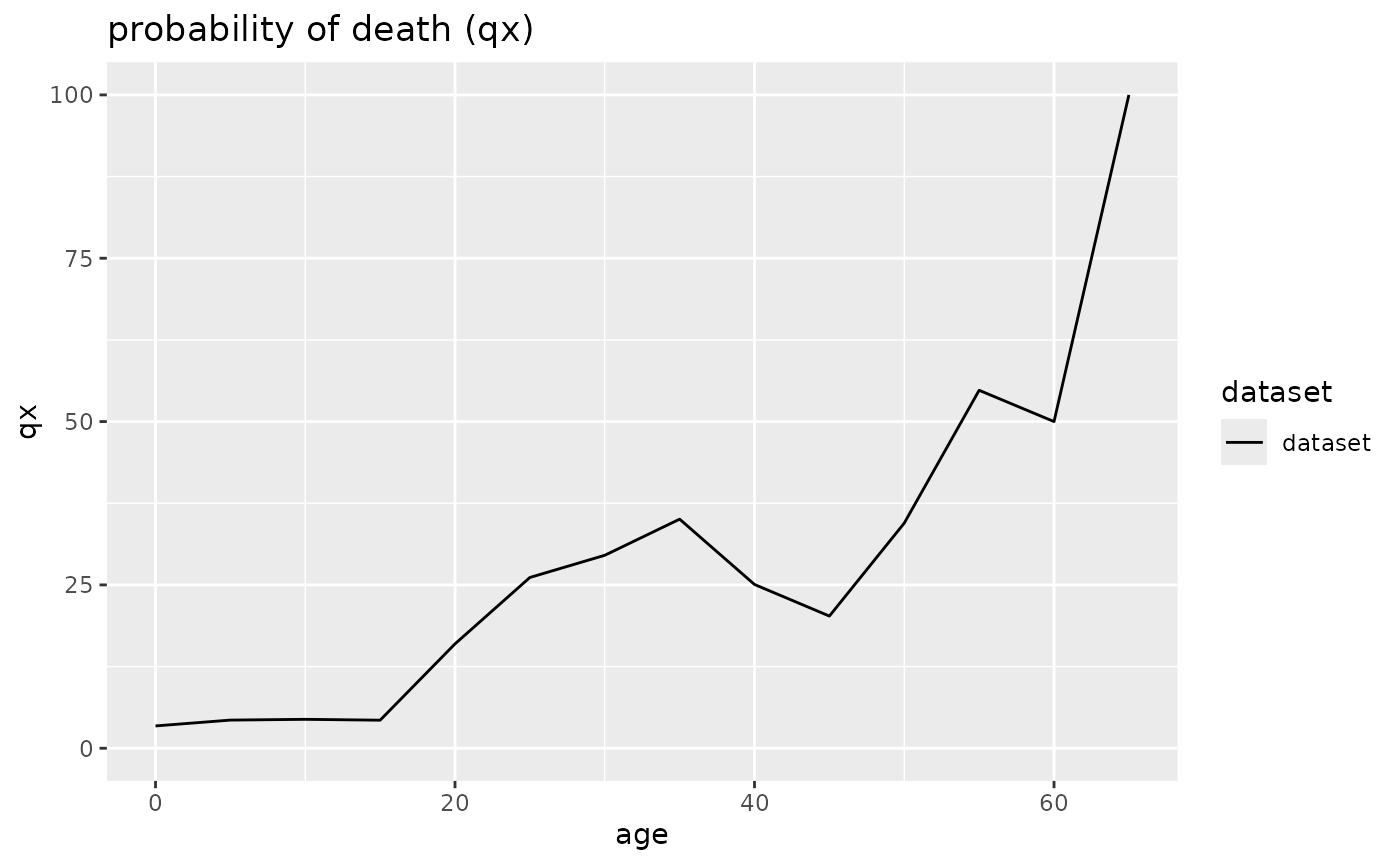 probability of death (qx)
100
75
50
25
0
qx
0 20 40 60
age
dataset
dataset